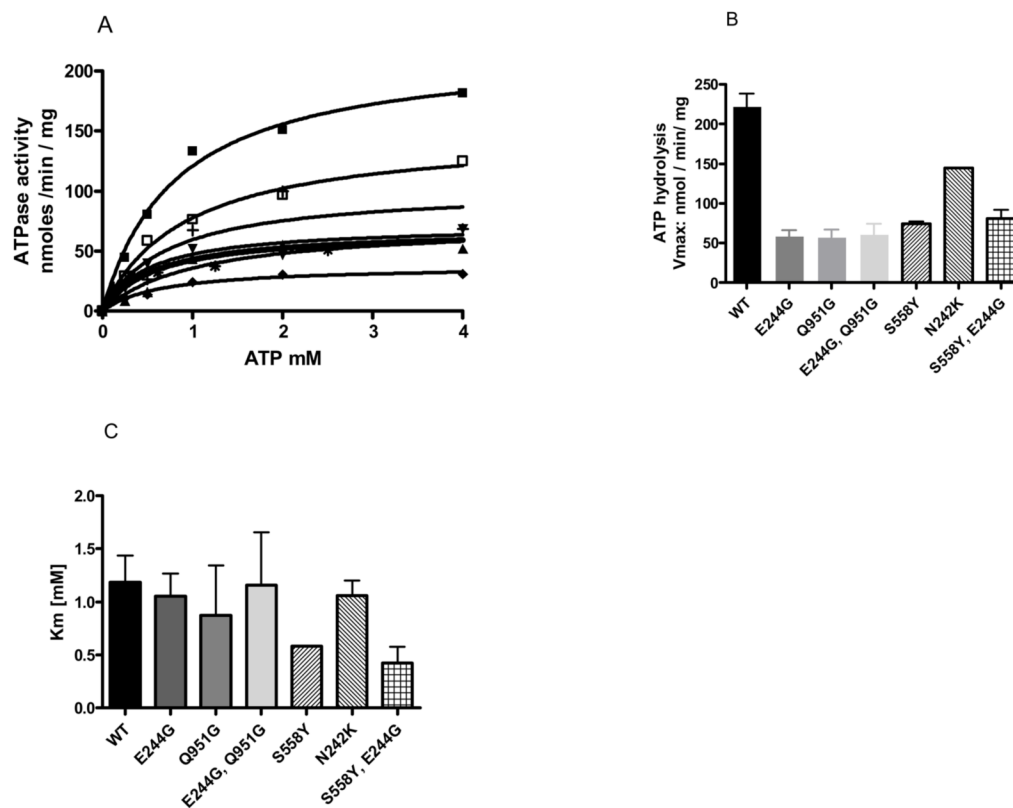 A
ATPase activity
nmoles /min / mg
200
150
100
50
0
0
1
2
3
4
ATP mM
B
ATP hydrolysis
Vmax: nmol / min/ mg
250
200
150
100
50
0
WT
E244G
Q951G
E244G, Q951G
S558Y
N242K
S558Y, E244G
C
Km [mM]
2.0
1.5
1.0
0.5
0.0
WT
E244G
Q951G
E244G, Q951G
S558Y
N242K
S558Y, E244G